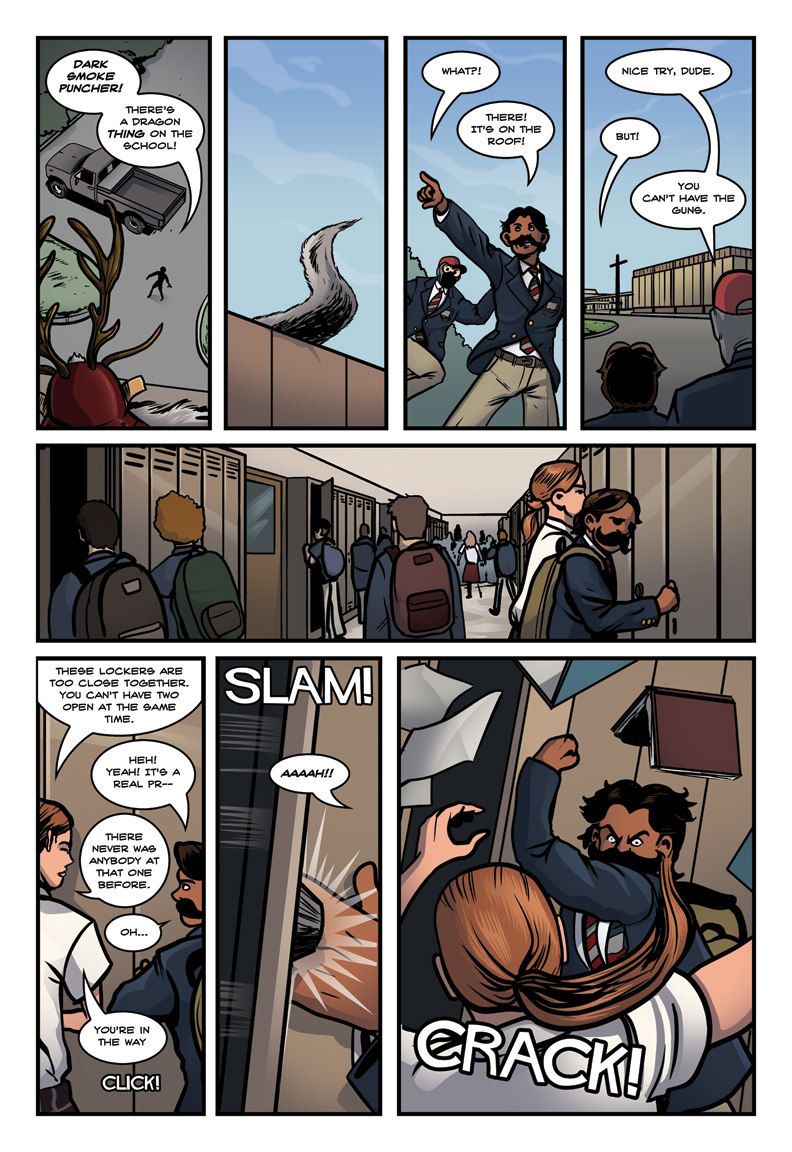 DARK
SMOKE
PUNCHER!
THERE'S
A DRAGON
THING ON THE
SCHOOL!
WHAT?!
THERE!
IT'S ON THE
ROOF!
NICE TRY, DUDE.
BUT!
YOU
CAN'T HAVE THE
GUNS.
THESE LOCKERS ARE
TOO CLOSE TOGETHER.
YOU CAN'T HAVE TWO
OPEN AT THE SAME
TIME.
HEH!
YEAH! IT'S A
REAL PR--
THERE
NEVER WAS
ANYBODY AT
THAT ONE
BEFORE.
OH...
YOU'RE IN
THE WAY
CLICK!
SLAM!
AAAAH!!
CRACK!